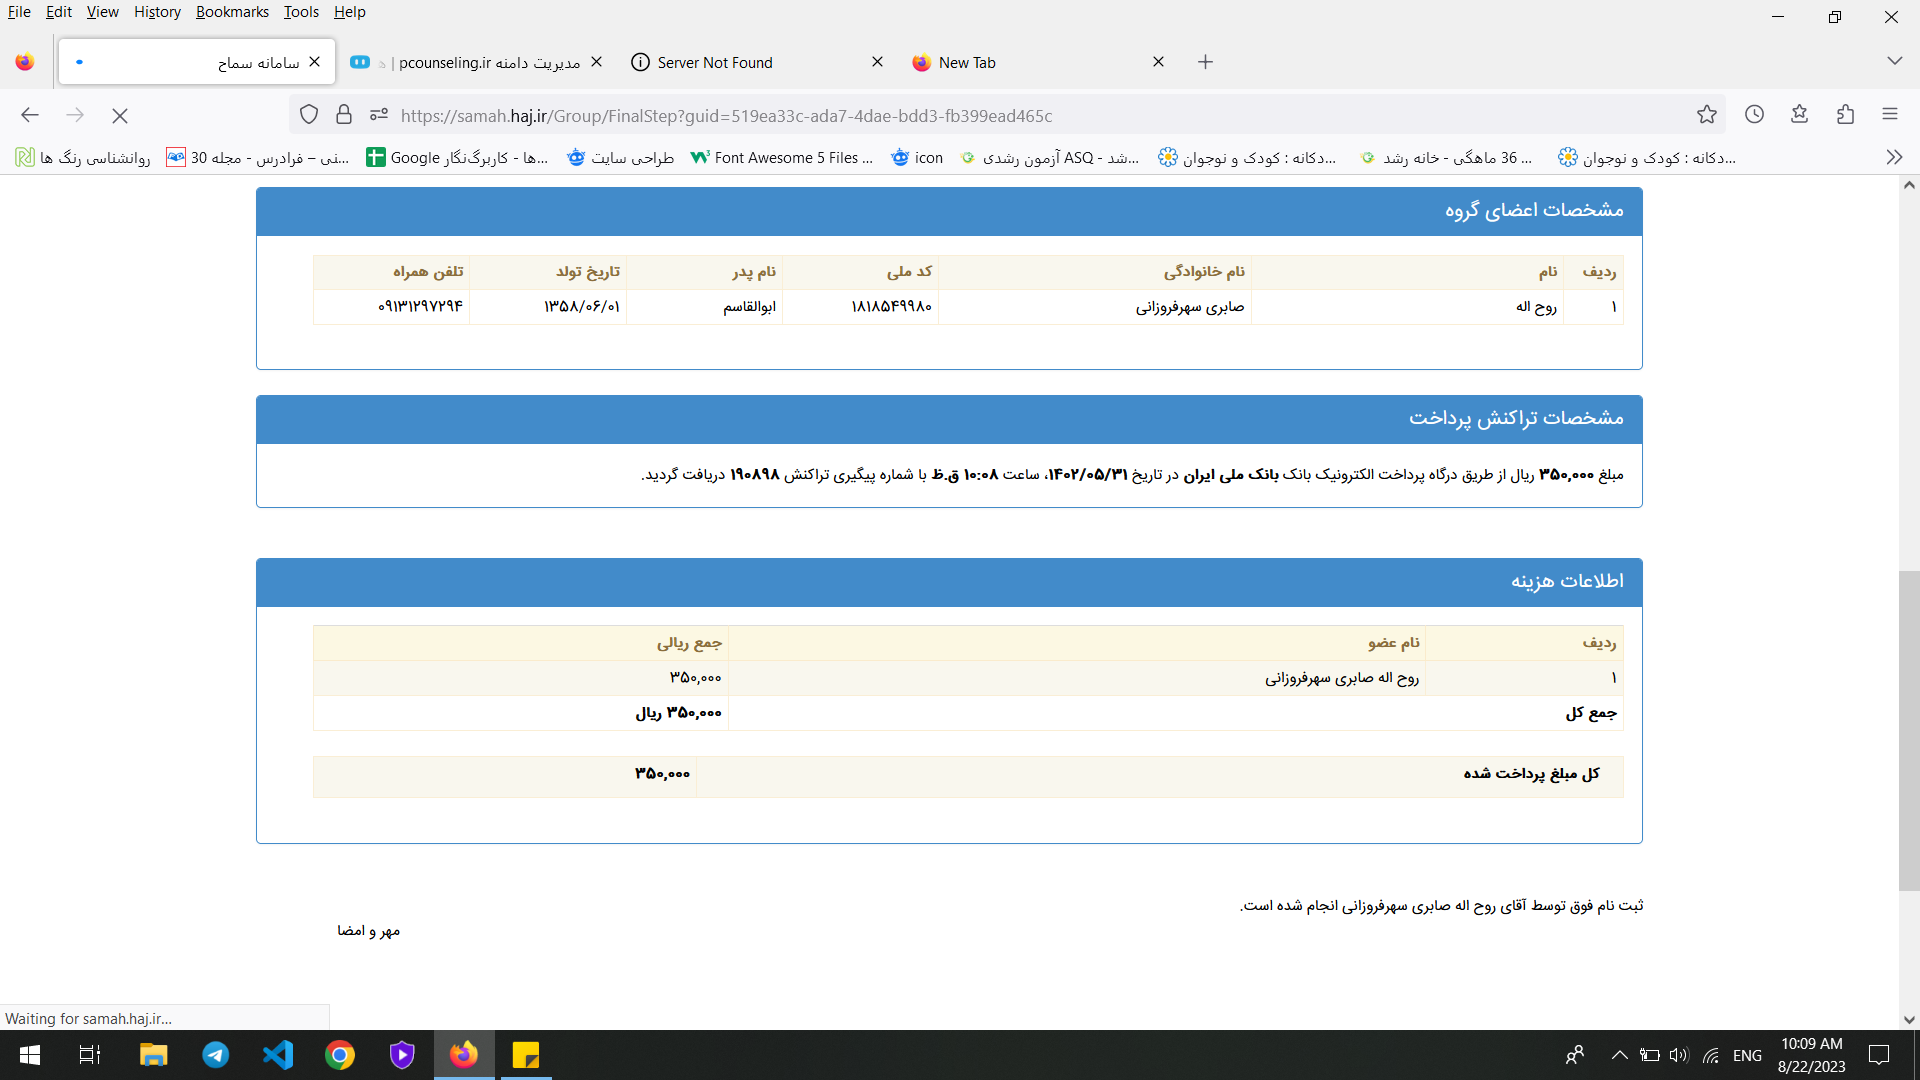 File Edit View History Bookmarks Tools Help
سامانه سماح
مدیریت دامنه pcounseling.ir |
Server Not Found
New Tab
https://samah.haj.ir/Group/FinalStep?guid=519ea33c-ada7-4dae-bdd3-fb399ead465c
روانشناسی رنگ ها
...نی – فرادرس - مجله 30
Google ها - کاربرگ‌نگار...
طراحی سایت
Font Awesome 5 Files ...
icon
آزمون رشدی ASQ - رشد...
36 ماهگی - خانه رشد ...
دکانه : کودک و نوجوان...
مشخصات اعضای گروه
ردیف نام نام خانوادگی کد ملی نام پدر تاریخ تولد تلفن همراه
۱ روح اله صابری سهرفروزانی ۱۸۱۸۵۴۹۹۸۰ ابوالقاسم ۱۳۵۸/۰۶/۰۱ ۰۹۱۳۱۲۹۷۲۹۴
مشخصات تراکنش پرداخت
مبلغ ۳۵۰,۰۰۰ ریال از طریق درگاه پرداخت الکترونیک بانک بانک ملی ایران در تاریخ ۱۴۰۲/۰۵/۳۱، ساعت ۱۰:۰۸ ق.ظ با شماره پیگیری تراکنش ۱۹۰۸۹۸ دریافت گردید.
اطلاعات هزینه
ردیف نام عضو جمع ریالی
۱ روح اله صابری سهرفروزانی ۳۵۰,۰۰۰
جمع کل ۳۵۰,۰۰۰ ریال
کل مبلغ پرداخت شده ۳۵۰,۰۰۰
ثبت نام فوق توسط آقای روح اله صابری سهرفروزانی انجام شده است.
مهر و امضا
Waiting for samah.haj.ir...
ENG
10:09 AM
8/22/2023